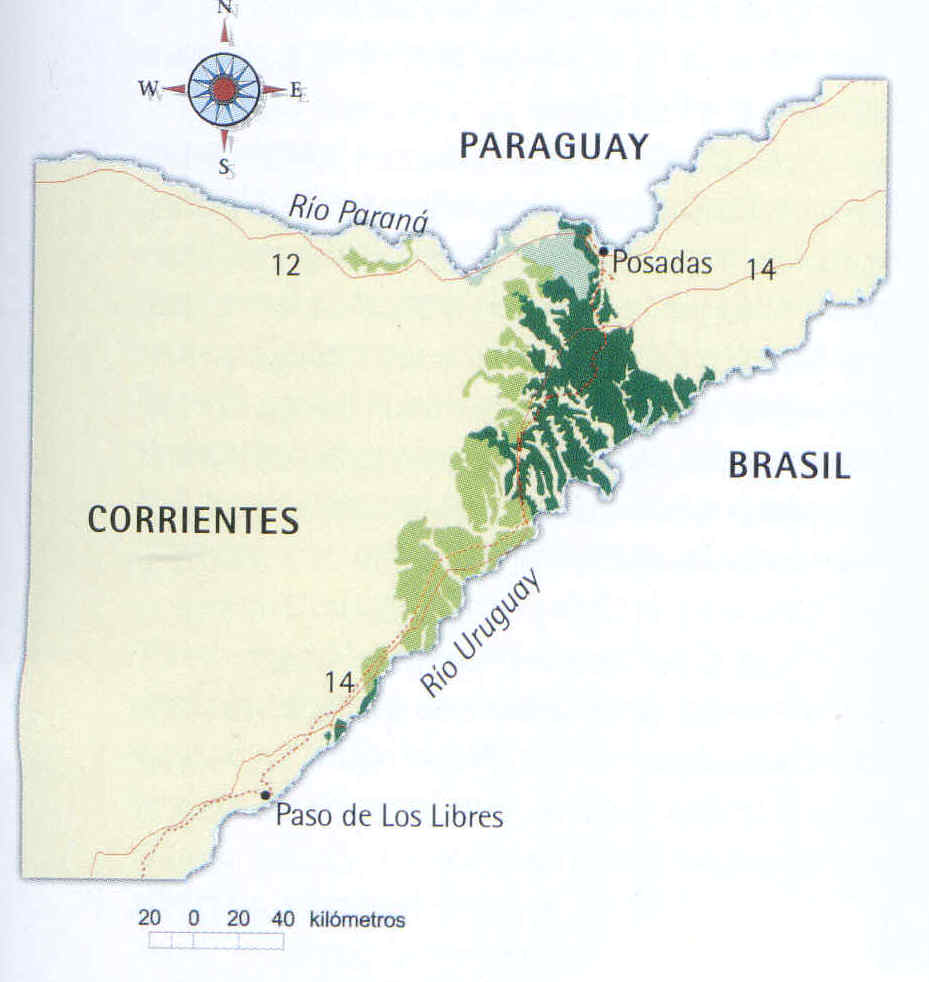 N
W E
S
PARAGUAY
Río Paraná
12
Posadas
14
BRASIL
CORRIENTES
Río Uruguay
14
Paso de Los Libres
20 0 20 40 kilómetros